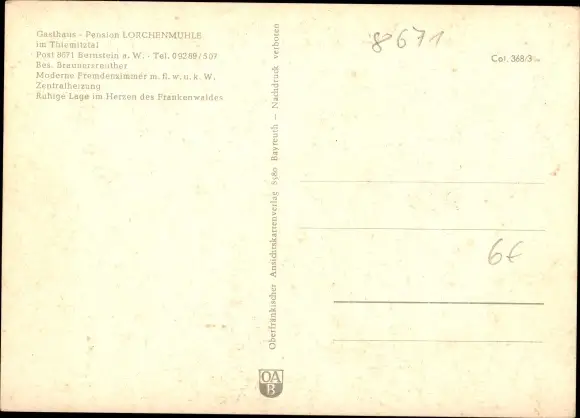 Gasthaus - Pension LORCHENMÜHLE
im Thiemitztal
Post 8671 Bernstein a. W. - Tel. 09289/507
Bes. Braunersreuther
Moderne Fremdenzimmer m. fl. w. u. k. W.
Zentralheizung
Ruhige Lage im Herzen des Frankenwaldes
Oberfränkischer Ansichtskartenverlag 8580 Bayreuth — Nachdruck verboten
OA
B
8671
Col. 368/3
6€